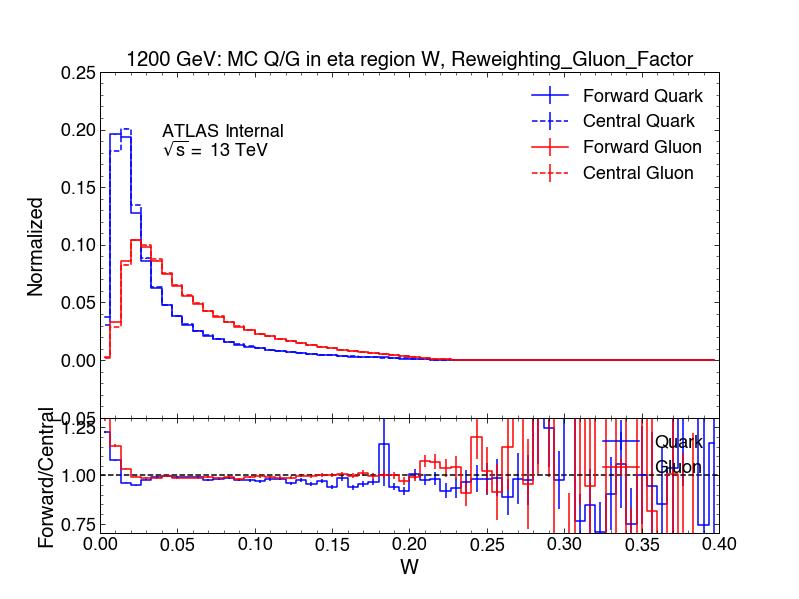 1200 GeV: MC Q/G in eta region W, Reweighting_Gluon_Factor
0.25
0.20
0.15
0.10
0.05
0.00
0.05
Normalized
ATLAS Internal
√s = 13 TeV
Forward Quark
Central Quark
Forward Gluon
Central Gluon
1.25
1.00
0.75
Forward/Central
Quark
Gluon
0.00 0.05 0.10 0.15 0.20 0.25 0.30 0.35 0.40
W